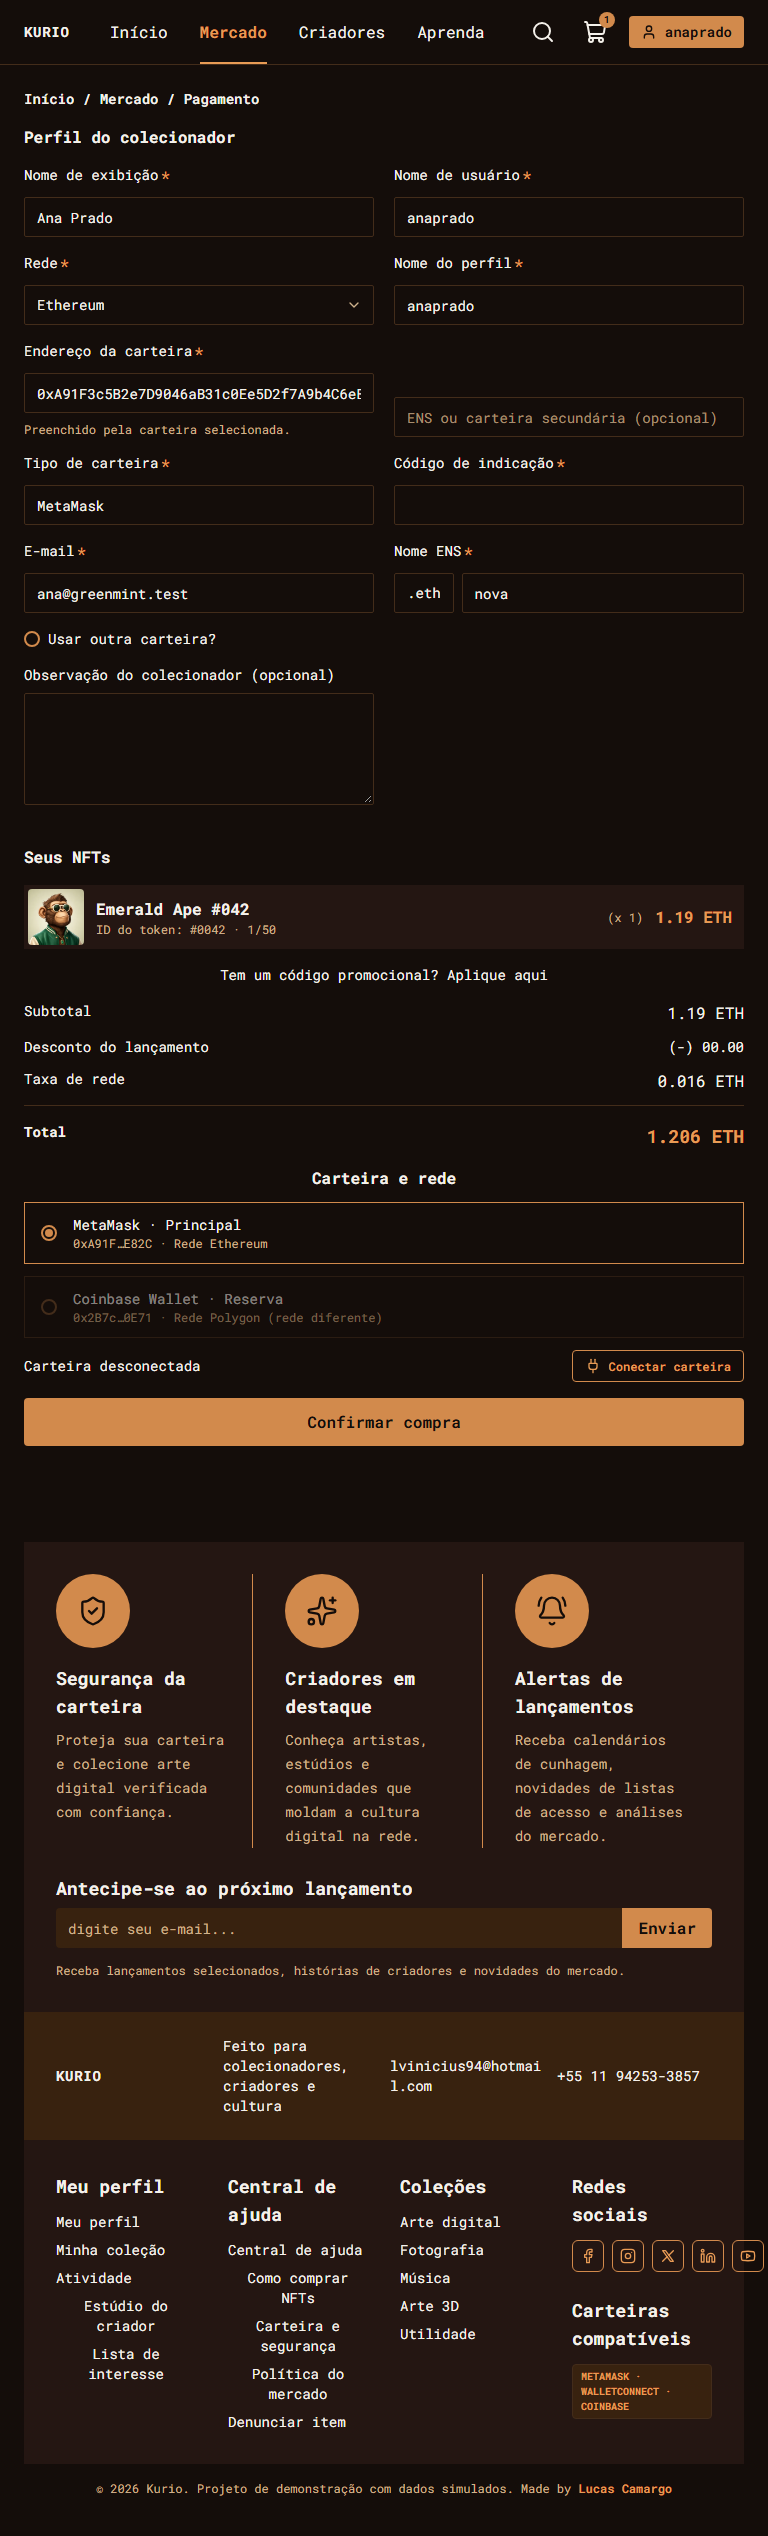 KURIO Início Mercado Criadores Aprenda 1 anaprado
Início / Mercado / Pagamento
Perfil do colecionador
Nome de exibição* Nome de usuário*
Ana Prado anaprado
Rede* Nome do perfil*
Ethereum anaprado
Endereço da carteira*
0xA91F3c5B2e7D9046aB31c0Ee5D2f7A9b4C6eE
ENS ou carteira secundária (opcional)
Preenchido pela carteira selecionada.
Tipo de carteira* Código de indicação*
MetaMask
E-mail* Nome ENS*
ana@greenmint.test .eth nova
Usar outra carteira?
Observação do colecionador (opcional)
Seus NFTs
Emerald Ape #042
ID do token: #0042 · 1/50
(x 1) 1.19 ETH
Tem um código promocional? Aplique aqui
Subtotal 1.19 ETH
Desconto do lançamento (-) 00.00
Taxa de rede 0.016 ETH
Total 1.206 ETH
Carteira e rede
MetaMask · Principal
0xA91F…E82C · Rede Ethereum
Coinbase Wallet · Reserva
0x2B7c…0E71 · Rede Polygon (rede diferente)
Carteira desconectada Conectar carteira
Confirmar compra
Segurança da
carteira
Proteja sua carteira
e colecione arte
digital verificada
com confiança.
Criadores em
destaque
Conheça artistas,
estúdios e
comunidades que
moldam a cultura
digital na rede.
Alertas de
lançamentos
Receba calendários
de cunhagem,
novidades de listas
de acesso e análises
do mercado.
Antecipe-se ao próximo lançamento
digite seu e-mail... Enviar
Receba lançamentos selecionados, histórias de criadores e novidades do mercado.
KURIO
Feito para
colecionadores,
criadores e
cultura
lvinicius94@hotmai
l.com
+55 11 94253-3857
Meu perfil
Meu perfil
Minha coleção
Atividade
Estúdio do
criador
Lista de
interesse
Central de
ajuda
Central de ajuda
Como comprar
NFTs
Carteira e
segurança
Política do
mercado
Denunciar item
Coleções
Arte digital
Fotografia
Música
Arte 3D
Utilidade
Redes
sociais
Carteiras
compatíveis
METAMASK ·
WALLETCONNECT ·
COINBASE
© 2026 Kurio. Projeto de demonstração com dados simulados. Made by Lucas Camargo